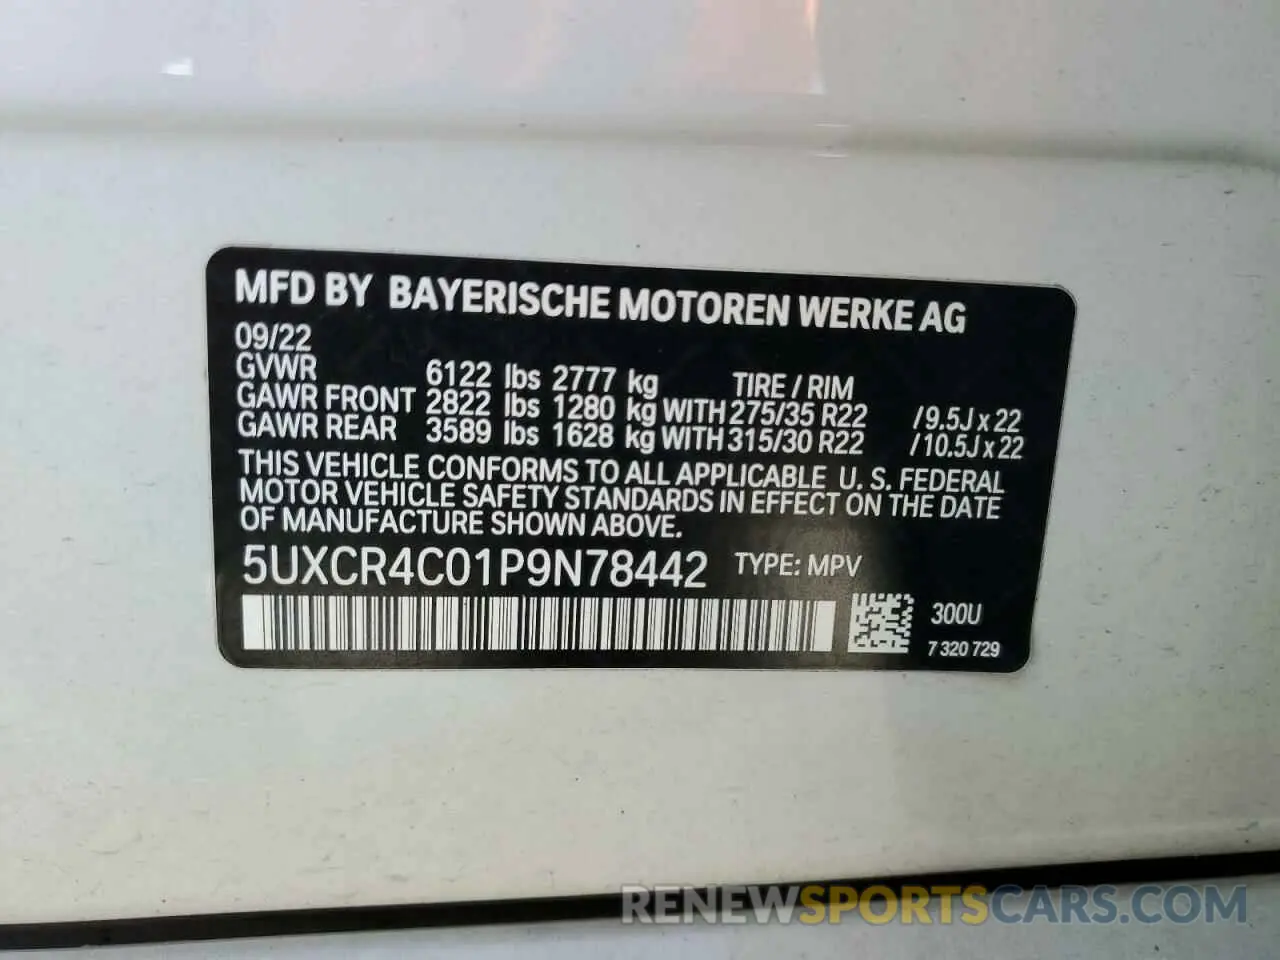 MFD BY BAYERISCHE MOTOREN WERKE AG
09/22
GVWR 6122 lbs 2777 kg TIRE / RIM
GAWR FRONT 2822 lbs 1280 kg WITH 275/35 R22 /9.5J x 22
GAWR REAR 3589 lbs 1628 kg WITH 315/30 R22 /10.5J x 22
THIS VEHICLE CONFORMS TO ALL APPLICABLE U. S. FEDERAL
MOTOR VEHICLE SAFETY STANDARDS IN EFFECT ON THE DATE
OF MANUFACTURE SHOWN ABOVE.
5UXCR4C01P9N78442 TYPE: MPV
300U
7 320 729
RENEWSPORTSCARS.COM